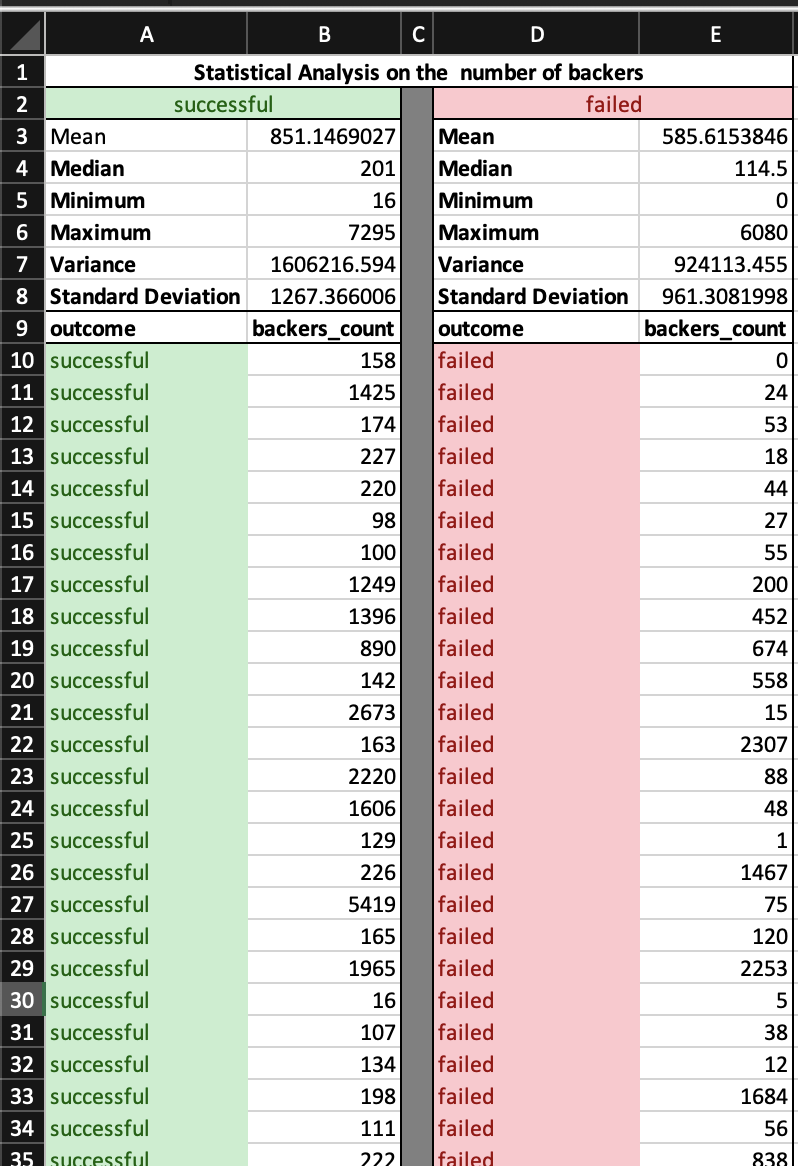 A B C D E
1 Statistical Analysis on the number of backers
2 successful failed
3 Mean 851.1469027 Mean 585.6153846
4 Median 201 Median 114.5
5 Minimum 16 Minimum 0
6 Maximum 7295 Maximum 6080
7 Variance 1606216.594 Variance 924113.455
8 Standard Deviation 1267.366006 Standard Deviation 961.3081998
9 outcome backers_count outcome backers_count
10 successful 158 failed 0
11 successful 1425 failed 24
12 successful 174 failed 53
13 successful 227 failed 18
14 successful 220 failed 44
15 successful 98 failed 27
16 successful 100 failed 55
17 successful 1249 failed 200
18 successful 1396 failed 452
19 successful 890 failed 674
20 successful 142 failed 558
21 successful 2673 failed 15
22 successful 163 failed 2307
23 successful 2220 failed 88
24 successful 1606 failed 48
25 successful 129 failed 1
26 successful 226 failed 1467
27 successful 5419 failed 75
28 successful 165 failed 120
29 successful 1965 failed 2253
30 successful 16 failed 5
31 successful 107 failed 38
32 successful 134 failed 12
33 successful 198 failed 1684
34 successful 111 failed 56
35 successful 222 failed 838